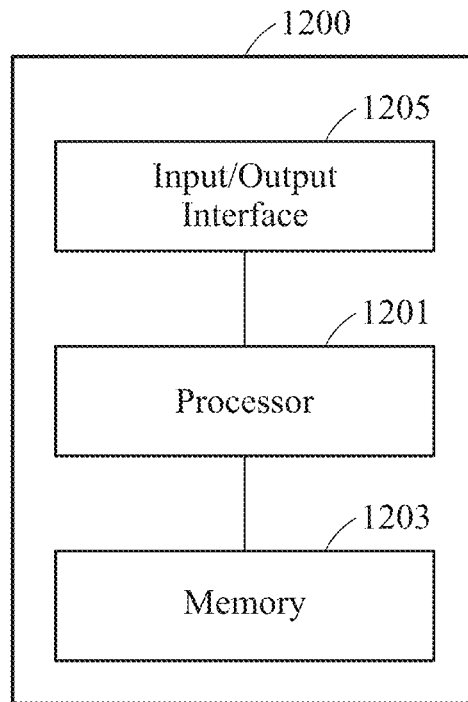 1200
1205
Input/Output
Interface
1201
Processor
1203
Memory